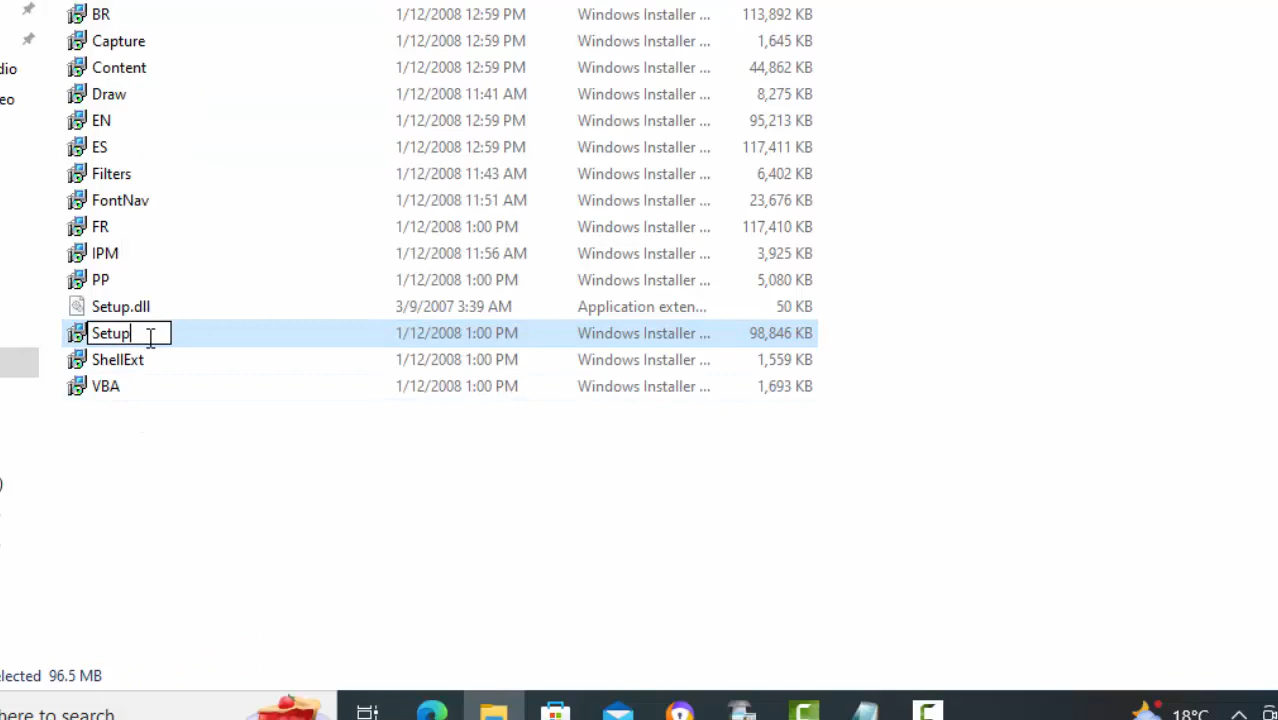 BR 1/12/2008 12:59 PM Windows Installer ... 113,892 KB
Capture 1/12/2008 12:59 PM Windows Installer ... 1,645 KB
Content 1/12/2008 12:59 PM Windows Installer ... 44,862 KB
dio
Draw 1/12/2008 11:41 AM Windows Installer ... 8,275 KB
eo
EN 1/12/2008 12:59 PM Windows Installer ... 95,213 KB
ES 1/12/2008 12:59 PM Windows Installer ... 117,411 KB
Filters 1/12/2008 11:43 AM Windows Installer ... 6,402 KB
FontNav 1/12/2008 11:51 AM Windows Installer ... 23,676 KB
FR 1/12/2008 1:00 PM Windows Installer ... 117,410 KB
IPM 1/12/2008 11:56 AM Windows Installer ... 3,925 KB
PP 1/12/2008 1:00 PM Windows Installer ... 5,080 KB
Setup.dll 3/9/2007 3:39 AM Application exten... 50 KB
Setup 1/12/2008 1:00 PM Windows Installer ... 98,846 KB
ShellExt 1/12/2008 1:00 PM Windows Installer ... 1,559 KB
VBA 1/12/2008 1:00 PM Windows Installer ... 1,693 KB
)
elected 96.5 MB
here to search 18°C